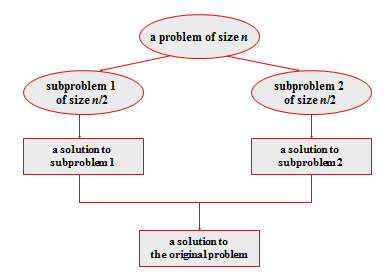 a problem of size n
subproblem 1
of size n/2
subproblem 2
of size n/2
a solution to
subproblem 1
a solution to
subproblem 2
a solution to
the original problem